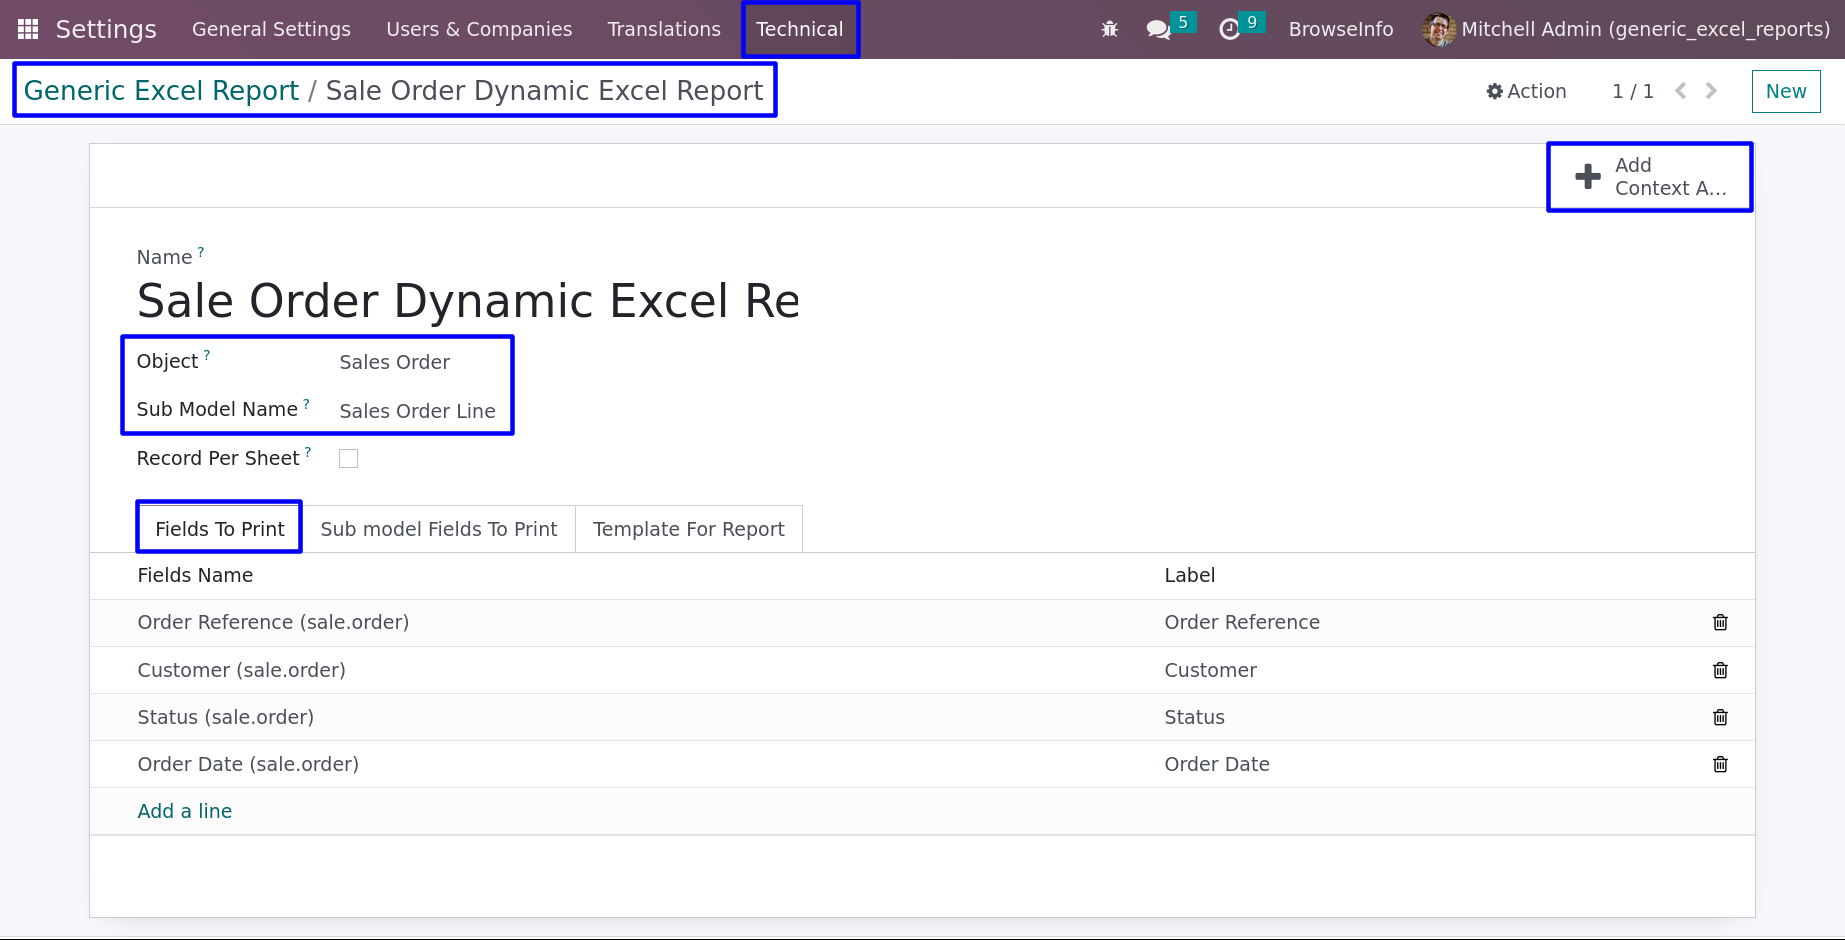 Settings General Settings Users & Companies Translations Technical 5 9 BrowseInfo Mitchell Admin (generic_excel_reports)
Generic Excel Report / Sale Order Dynamic Excel Report Action 1 / 1 New
Add
Context A...
Name ?
Sale Order Dynamic Excel Re
Object ? Sales Order
Sub Model Name ? Sales Order Line
Record Per Sheet ?
Fields To Print Sub model Fields To Print Template For Report
Fields Name Label
Order Reference (sale.order) Order Reference
Customer (sale.order) Customer
Status (sale.order) Status
Order Date (sale.order) Order Date
Add a line